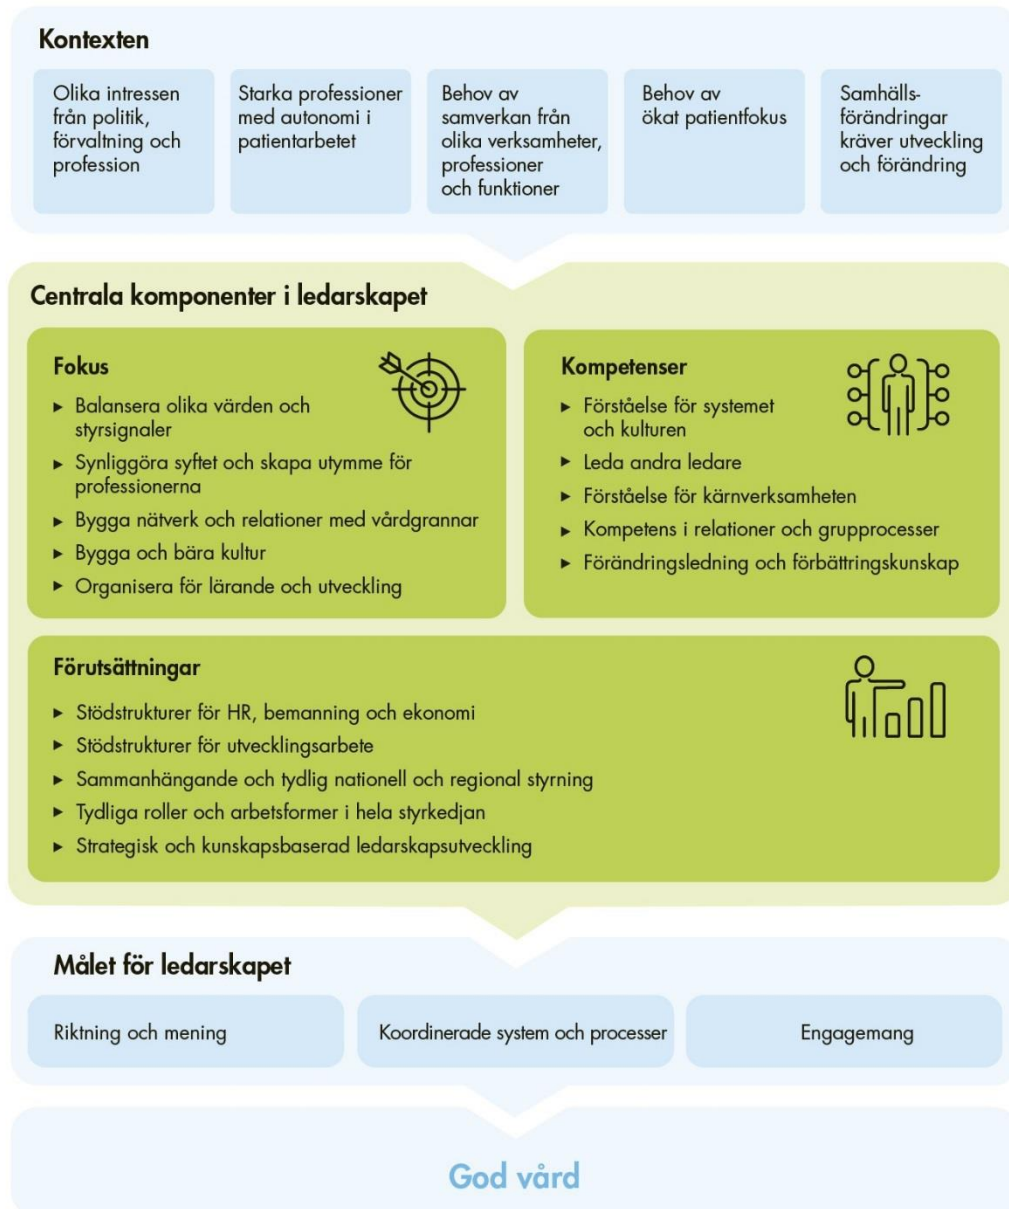 Kontexten
Olika intressen
från politik,
förvaltning och
profession
Starka professioner
med autonomi i
patientarbetet
Behov av
samverkan från
olika verksamheter,
professioner
och funktioner
Behov av
ökat patientfokus
Samhälls-
förändringar
kräver utveckling
och förändring
Centrala komponenter i ledarskapet
Fokus
► Balansera olika värden och
styrsignaler
► Synliggöra syftet och skapa utymme för
professionerna
► Bygga nätverk och relationer med vårdgrannar
► Bygga och bära kultur
► Organisera för lärande och utveckling
Kompetenser
► Förståelse för systemet
och kulturen
► Leda andra ledare
► Förståelse för kärnverksamheten
► Kompetens i relationer och grupprocesser
► Förändringsledning och förbättringskunskap
Förutsättningar
► Stödstrukturer för HR, bemanning och ekonomi
► Stödstrukturer för utvecklingsarbete
► Sammanhängande och tydlig nationell och regional styrning
► Tydliga roller och arbetsformer i hela styrkedjan
► Strategisk och kunskapsbaserad ledarskapsutveckling
Målet för ledarskapet
Riktning och mening
Koordinerade system och processer
Engagemang
God vård